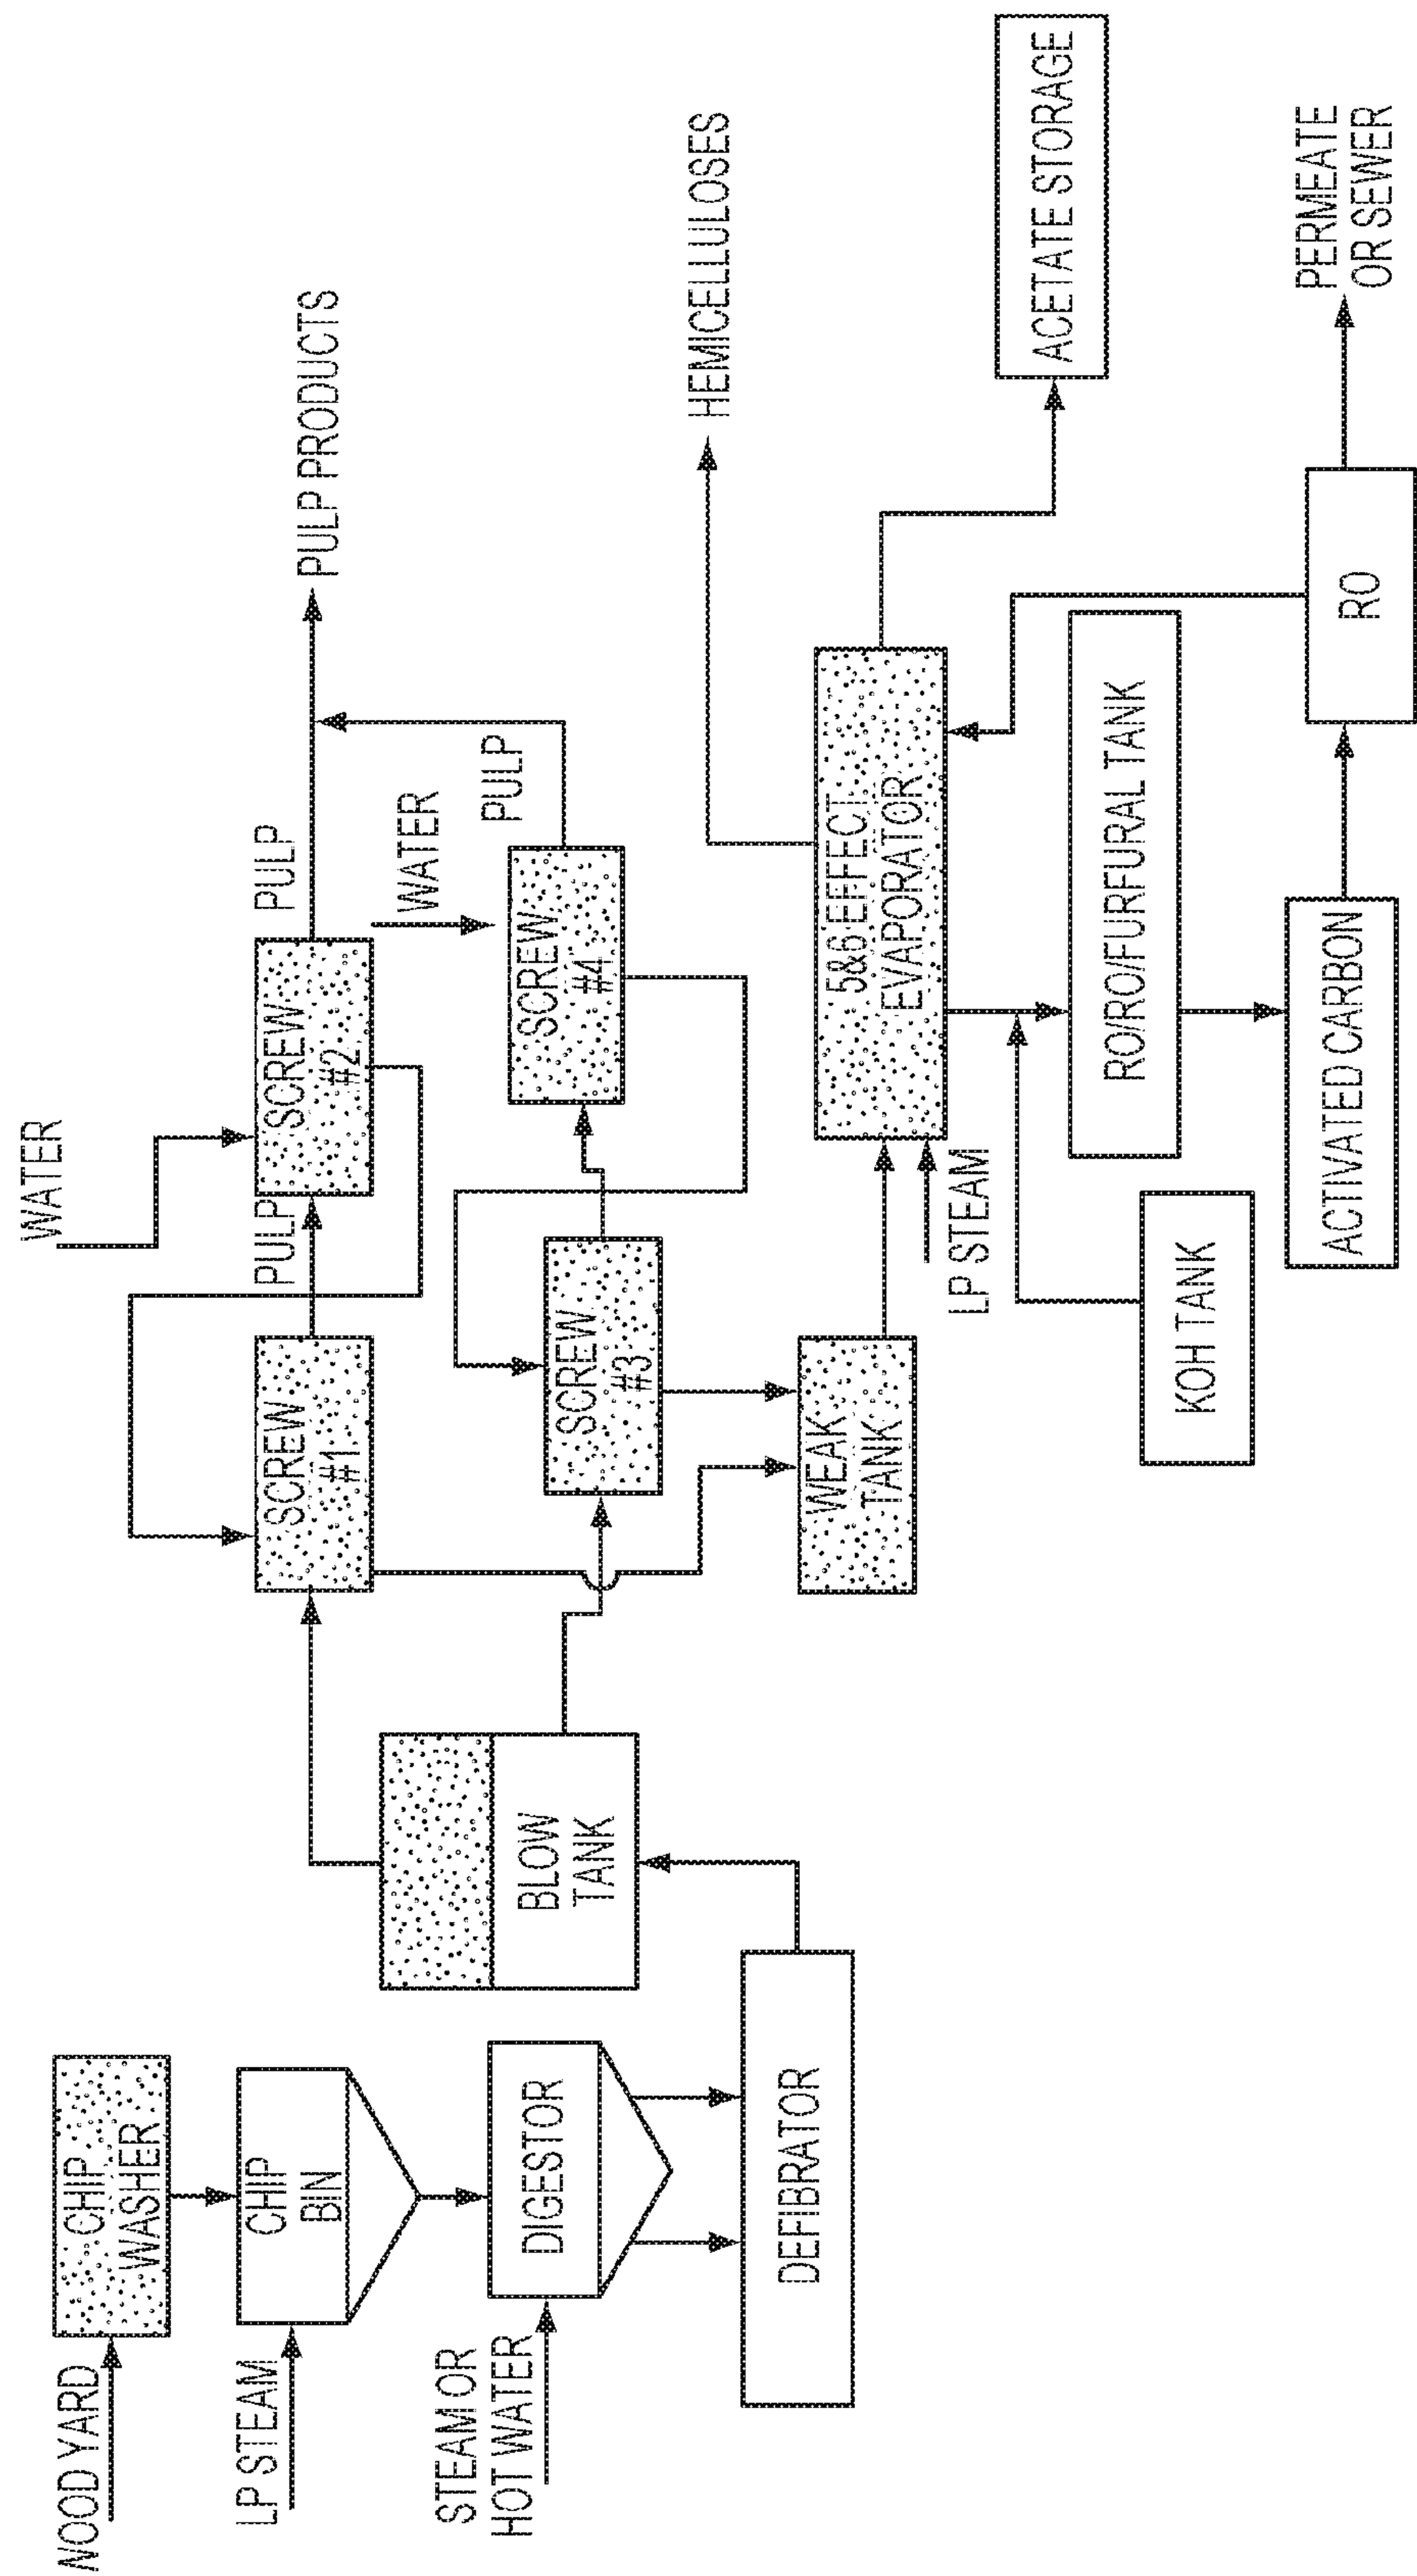 NOOD YARD
CHIP
WASHER
LP STEAM
CHIP
BIN
STEAM OR
HOT WATER
DIGESTOR
DEFIBRATOR
BLOW
TANK
WATER
SCREW
#1
PULP
SCREW
#2
PULP
PULP PRODUCTS
SCREW
#3
WATER
SCREW
#4
PULP
WEAK
TANK
LP STEAM
5&6 EFFECT
EVAPORATOR
HEMICELLULOSES
ACETATE STORAGE
KOH TANK
RO/RO/FURFURAL TANK
ACTIVATED CARBON
RO
PERMEATE
OR SEWER